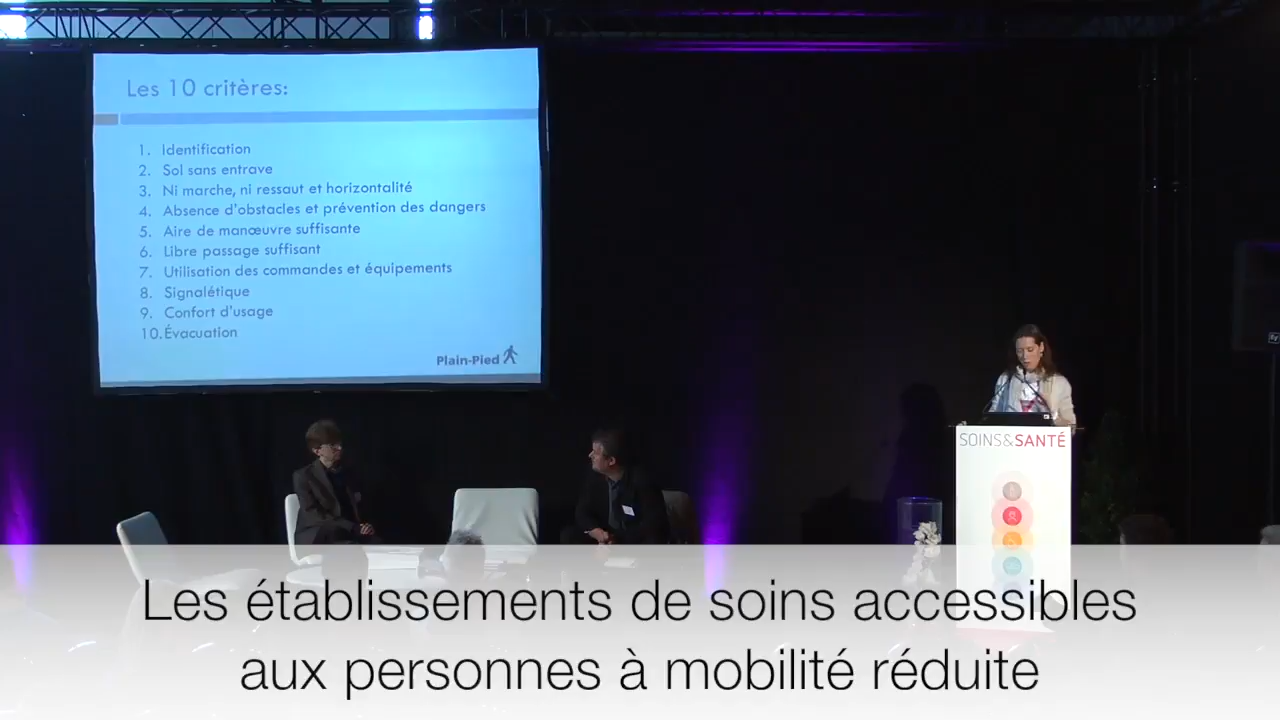 Les 10 critères:
1. Identification
2. Sol sans entrave
3. Ni marche, ni ressaut et horizontalité
4. Absence d'obstacles et prévention des dangers
5. Aire de manœuvre suffisante
6. Libre passage suffisant
7. Utilisation des commandes et équipements
8. Signalétique
9. Confort d'usage
10. Évacuation
Plain-Pied
SOINS&SANTÉ
Les établissements de soins accessibles
aux personnes à mobilité réduite